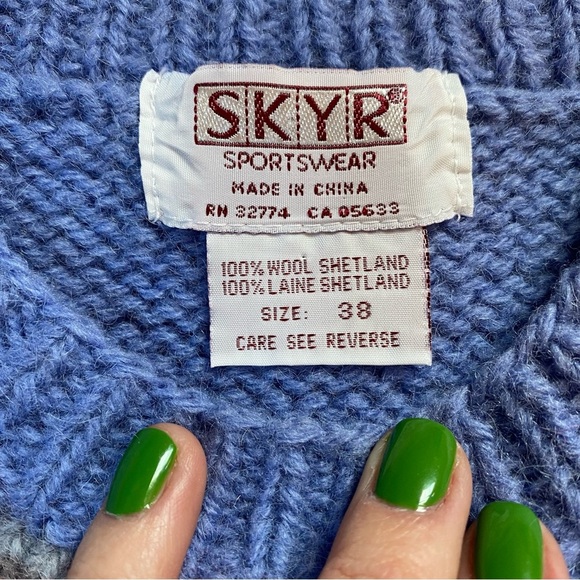 SKYR®
SPORTSWEAR
MADE IN CHINA
RN 32774 CA 05633
100% WOOL SHETLAND
100% LAINE SHETLAND
SIZE: 38
CARE SEE REVERSE